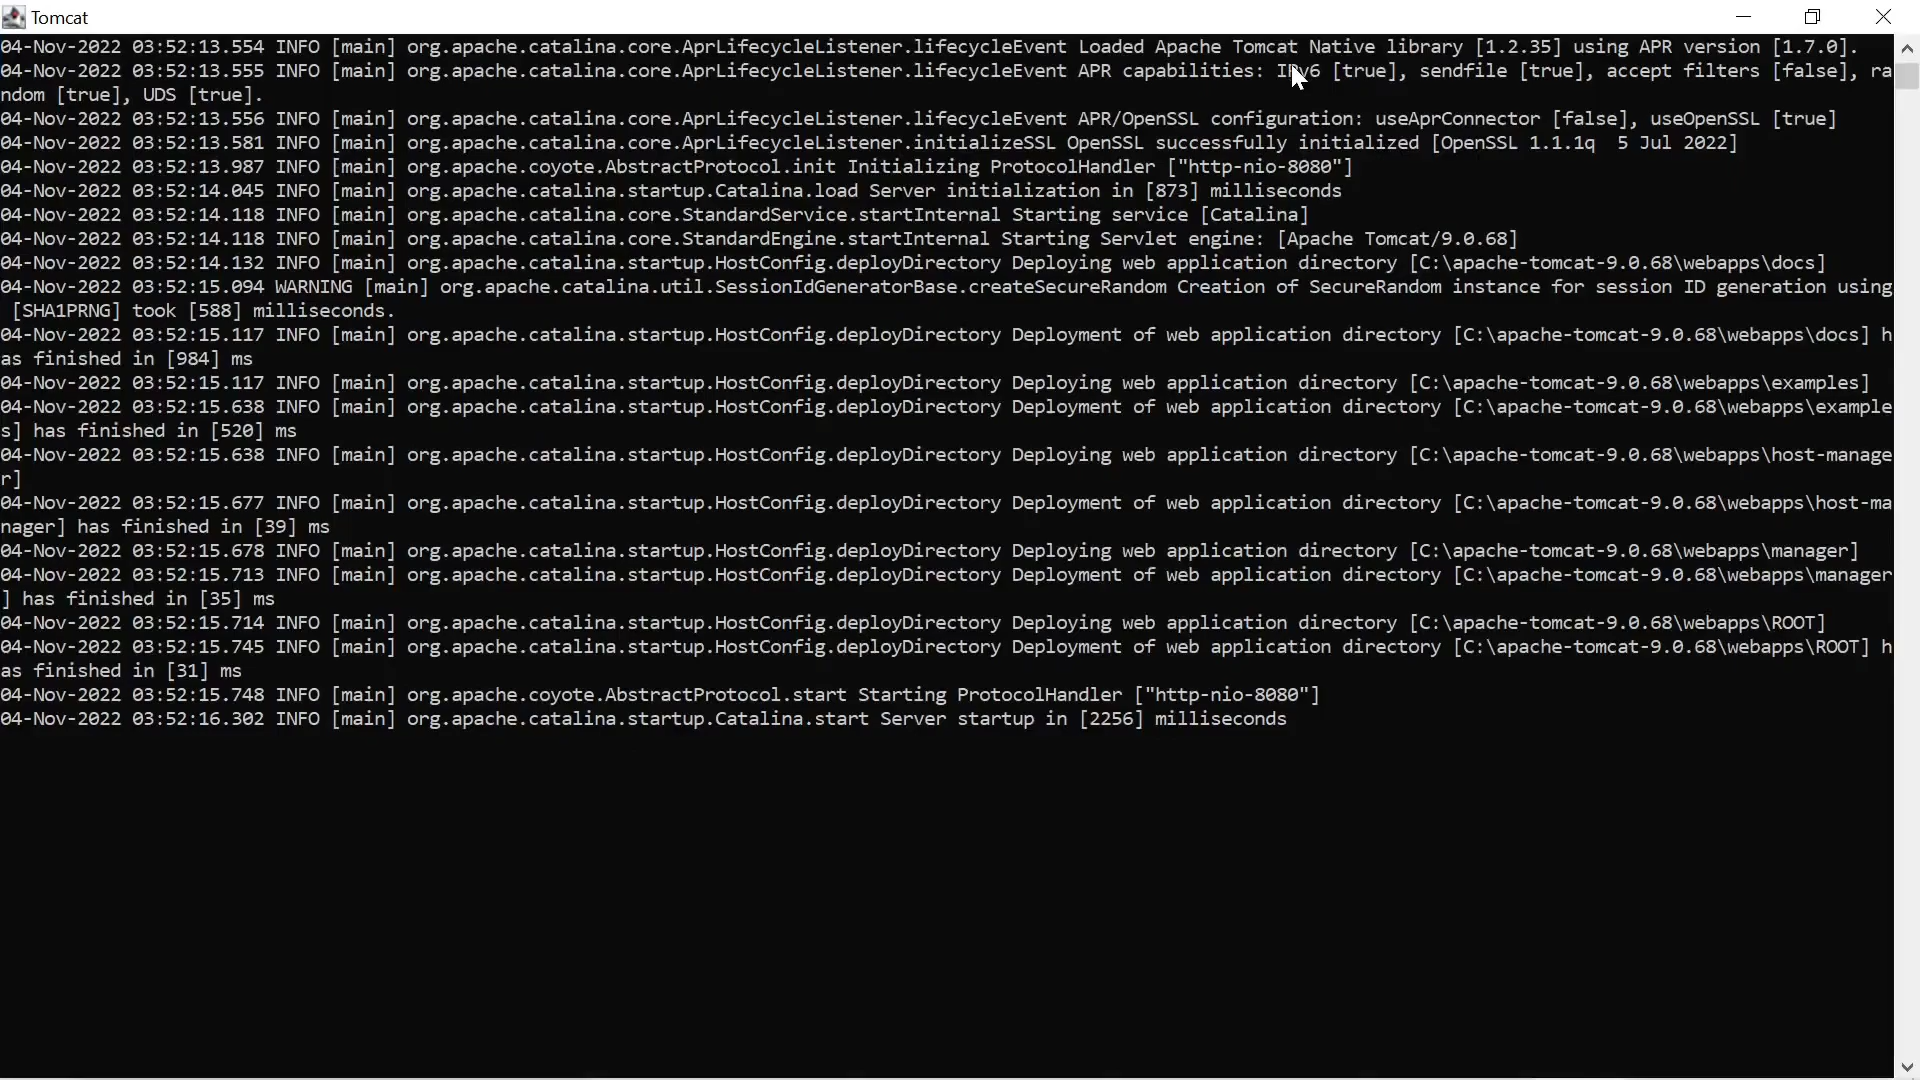 Tomcat
04-Nov-2022 03:52:13.554 INFO [main] org.apache.catalina.core.AprLifecycleListener.lifecycleEvent Loaded Apache Tomcat Native library [1.2.35] using APR version [1.7.0].
04-Nov-2022 03:52:13.555 INFO [main] org.apache.catalina.core.AprLifecycleListener.lifecycleEvent APR capabilities: IPv6 [true], sendfile [true], accept filters [false], ra
ndom [true], UDS [true].
04-Nov-2022 03:52:13.556 INFO [main] org.apache.catalina.core.AprLifecycleListener.lifecycleEvent APR/OpenSSL configuration: useAprConnector [false], useOpenSSL [true]
04-Nov-2022 03:52:13.581 INFO [main] org.apache.catalina.core.AprLifecycleListener.initializeSSL OpenSSL successfully initialized [OpenSSL 1.1.1q  5 Jul 2022]
04-Nov-2022 03:52:13.987 INFO [main] org.apache.coyote.AbstractProtocol.init Initializing ProtocolHandler ["http-nio-8080"]
04-Nov-2022 03:52:14.045 INFO [main] org.apache.catalina.startup.Catalina.load Server initialization in [873] milliseconds
04-Nov-2022 03:52:14.118 INFO [main] org.apache.catalina.core.StandardService.startInternal Starting service [Catalina]
04-Nov-2022 03:52:14.118 INFO [main] org.apache.catalina.core.StandardEngine.startInternal Starting Servlet engine: [Apache Tomcat/9.0.68]
04-Nov-2022 03:52:14.132 INFO [main] org.apache.catalina.startup.HostConfig.deployDirectory Deploying web application directory [C:\apache-tomcat-9.0.68\webapps\docs]
04-Nov-2022 03:52:15.094 WARNING [main] org.apache.catalina.util.SessionIdGeneratorBase.createSecureRandom Creation of SecureRandom instance for session ID generation using
[SHA1PRNG] took [588] milliseconds.
04-Nov-2022 03:52:15.117 INFO [main] org.apache.catalina.startup.HostConfig.deployDirectory Deployment of web application directory [C:\apache-tomcat-9.0.68\webapps\docs] h
as finished in [984] ms
04-Nov-2022 03:52:15.117 INFO [main] org.apache.catalina.startup.HostConfig.deployDirectory Deploying web application directory [C:\apache-tomcat-9.0.68\webapps\examples]
04-Nov-2022 03:52:15.638 INFO [main] org.apache.catalina.startup.HostConfig.deployDirectory Deployment of web application directory [C:\apache-tomcat-9.0.68\webapps\example
s] has finished in [520] ms
04-Nov-2022 03:52:15.638 INFO [main] org.apache.catalina.startup.HostConfig.deployDirectory Deploying web application directory [C:\apache-tomcat-9.0.68\webapps\host-manage
r]
04-Nov-2022 03:52:15.677 INFO [main] org.apache.catalina.startup.HostConfig.deployDirectory Deployment of web application directory [C:\apache-tomcat-9.0.68\webapps\host-ma
nager] has finished in [39] ms
04-Nov-2022 03:52:15.678 INFO [main] org.apache.catalina.startup.HostConfig.deployDirectory Deploying web application directory [C:\apache-tomcat-9.0.68\webapps\manager]
04-Nov-2022 03:52:15.713 INFO [main] org.apache.catalina.startup.HostConfig.deployDirectory Deployment of web application directory [C:\apache-tomcat-9.0.68\webapps\manager
] has finished in [35] ms
04-Nov-2022 03:52:15.714 INFO [main] org.apache.catalina.startup.HostConfig.deployDirectory Deploying web application directory [C:\apache-tomcat-9.0.68\webapps\ROOT]
04-Nov-2022 03:52:15.745 INFO [main] org.apache.catalina.startup.HostConfig.deployDirectory Deployment of web application directory [C:\apache-tomcat-9.0.68\webapps\ROOT] h
as finished in [31] ms
04-Nov-2022 03:52:15.748 INFO [main] org.apache.coyote.AbstractProtocol.start Starting ProtocolHandler ["http-nio-8080"]
04-Nov-2022 03:52:16.302 INFO [main] org.apache.catalina.startup.Catalina.start Server startup in [2256] milliseconds